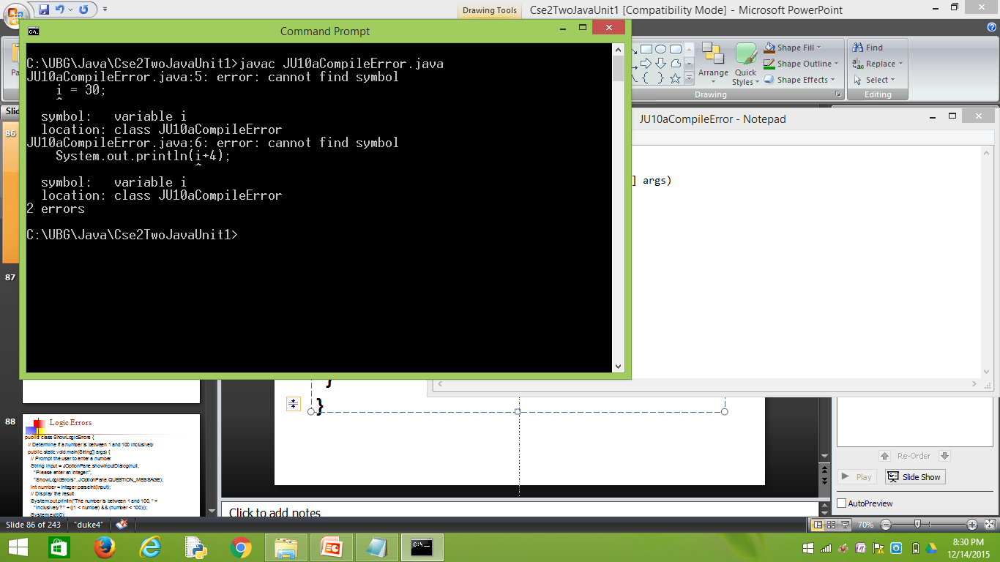 Drawing Tools
Cse2TwoJavaUnit1 [Compatibility Mode] - Microsoft PowerPoint
Command Prompt
C:\UBG\Java\Cse2TwoJavaUnit1>javac JU10aCompileError.java
JU10aCompileError.java:5: error: cannot find symbol
i = 30;
^
symbol: variable i
location: class JU10aCompileError
JU10aCompileError.java:6: error: cannot find symbol
System.out.println(i+4);
^
symbol: variable i
location: class JU10aCompileError
2 errors
C:\UBG\Java\Cse2TwoJavaUnit1>
Pa
Arrange
Quick
Styles
Shape Fill
Shape Outline
Shape Effects
Find
Replace
Select
Drawing
Editing
JU10aCompileError - Notepad
] args)
Slid
86
87
}
}
88
Logic Errors
public class ShowLogicErrors {
// Determine if a number is between 1 and 100 inclusively
public static void main(String[] args) {
// Prompt the user to enter a number
String input = JOptionPane.showInputDialog(null,
"Please enter an integer:",
"ShowLogicErrors", JOptionPane.QUESTION_MESSAGE);
int number = Integer.parseInt(input);
// Display the result
System.out.println("The number is between 1 and 100, " +
"inclusively? " + ((1 < number) && (number < 100)));
System.exit(0);
Re-Order
Play
Slide Show
AutoPreview
Click to add notes
Slide 86 of 243
"duke4"
70%
8:30 PM
12/14/2015